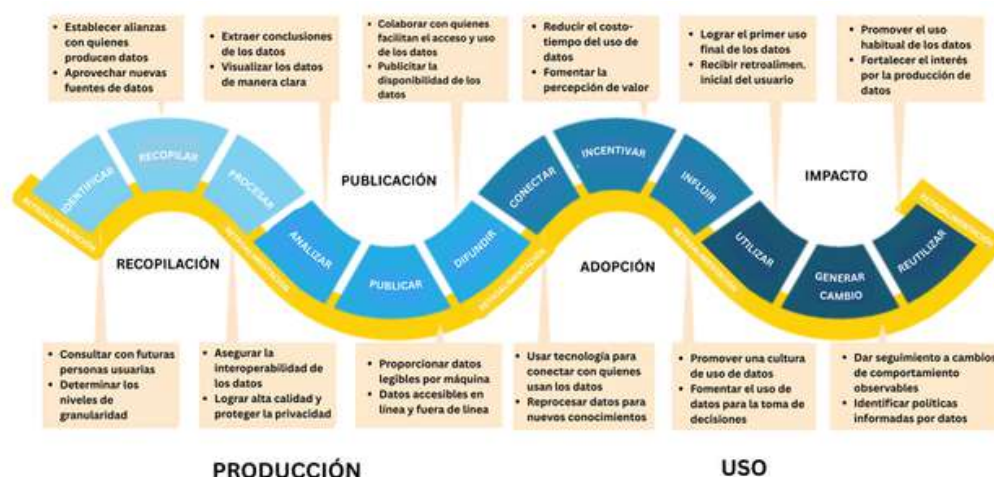 • Establecer alianzas
con quienes
producen datos
• Aprovechar nuevas
fuentes de datos
• Extraer conclusiones
de los datos
• Visualizar los datos
de manera clara
• Colaborar con quienes
facilitan el acceso y uso
de los datos
• Publicitar la
disponibilidad de los
datos
• Reducir el costo-
tiempo del uso de
datos
• Fomentar la
percepción de valor
• Lograr el primer uso
final de los datos
• Recibir retroalimen.
inicial del usuario
• Promover el uso
habitual de los datos
• Fortalecer el interés
por la producción de
datos
IDENTIFICAR
RECOPILAR
PROCESAR
ANALIZAR
PUBLICAR
DIFUNDIR
CONECTAR
INCENTIVAR
INFLUIR
UTILIZAR
GENERAR
CAMBIO
REUTILIZAR
RETROALIMENTACIÓN
RETROALIMENTACIÓN
RETROALIMENTACIÓN
RETROALIMENTACIÓN
RETROALIMENTACIÓN
RECOPILACIÓN
PUBLICACIÓN
ADOPCIÓN
IMPACTO
• Consultar con futuras
personas usuarias
• Determinar los
niveles de
granularidad
• Asegurar la
interoperabilidad de
los datos
• Lograr alta calidad y
proteger la privacidad
• Proporcionar datos
legibles por máquina
• Datos accesibles en
línea y fuera de línea
• Usar tecnología para
conectar con quienes
usan los datos
• Reprocesar datos para
nuevos conocimientos
• Promover una cultura
de uso de datos
• Fomentar el uso de
datos para la toma de
decisiones
• Dar seguimiento a cambios
de comportamiento
observables
• Identificar políticas
informadas por datos
PRODUCCIÓN
USO